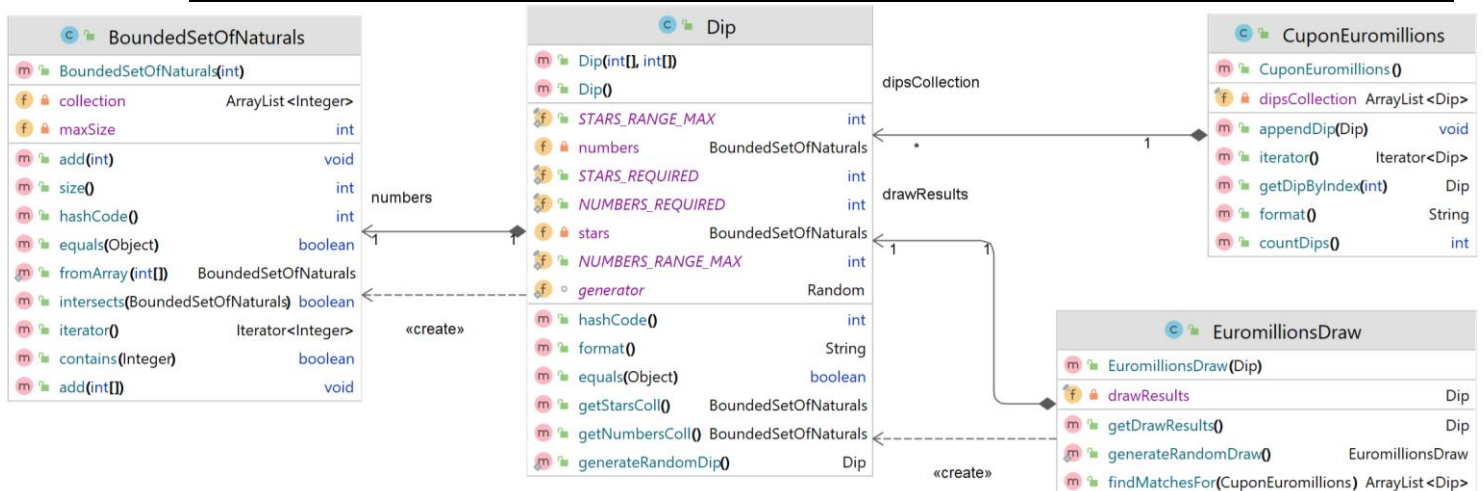 BoundedSetOfNaturals
BoundedSetOfNaturals(int)
collection ArrayList<Integer>
maxSize int
add(int) void
size() int
hashCode() int
equals(Object) boolean
fromArray(int[]) BoundedSetOfNaturals
intersects(BoundedSetOfNaturals) boolean
iterator() Iterator<Integer>
contains(Integer) boolean
add(int[]) void
numbers
1 1
«create»
Dip
Dip(int[], int[])
Dip()
STARS_RANGE_MAX int
numbers BoundedSetOfNaturals
STARS_REQUIRED int
NUMBERS_REQUIRED int
stars BoundedSetOfNaturals
NUMBERS_RANGE_MAX int
generator Random
hashCode() int
format() String
equals(Object) boolean
getStarsColl() BoundedSetOfNaturals
getNumbersColl() BoundedSetOfNaturals
generateRandomDip() Dip
dipsCollection
* 1
drawResults
1 1
«create»
CuponEuromillions
CuponEuromillions()
dipsCollection ArrayList<Dip>
appendDip(Dip) void
iterator() Iterator<Dip>
getDipByIndex(int) Dip
format() String
countDips() int
EuromillionsDraw
EuromillionsDraw(Dip)
drawResults Dip
getDrawResults() Dip
generateRandomDraw() EuromillionsDraw
findMatchesFor(CuponEuromillions) ArrayList<Dip>
m m f f m m m m m m m m m
C C C C